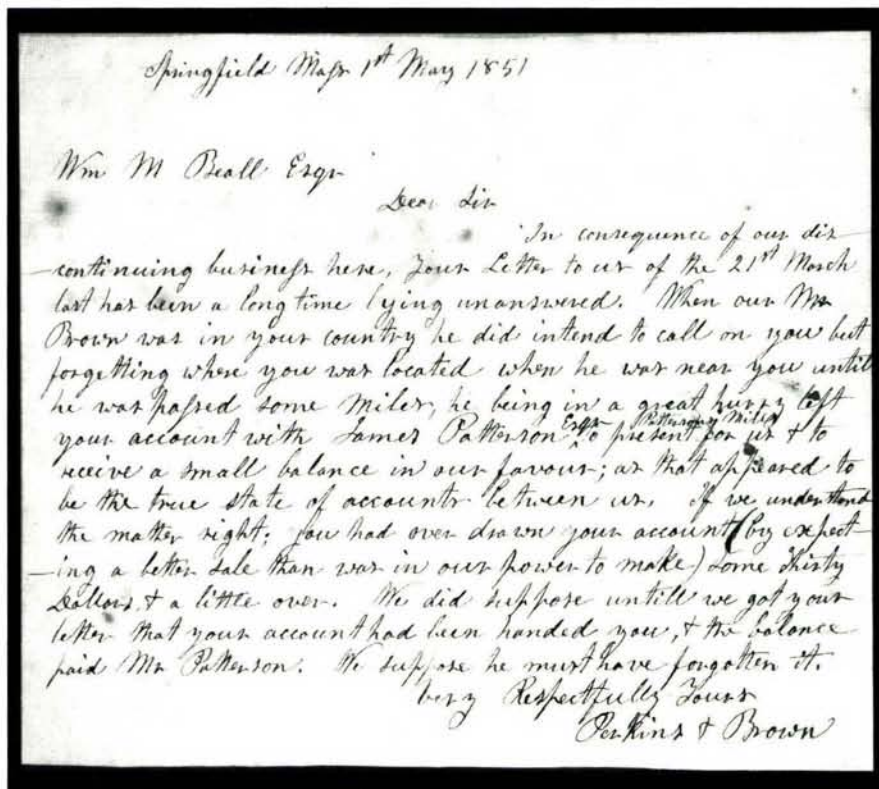 Springfield Mass 1st May 1851
Wm M Beall Esqr
Dear Sir
In consequence of our dis-
-continuing business here, Your Letter to us of the 21st March
last has been a long time lying unanswered. When our Mr
Brown was in your country he did intend to call on you but
forgetting where you was located when he was near you until
he was passed some miles, he being in a great hurry left
your account with James Patterson Esqr Pattersons Mills to present for us & to
receive a small balance in our favour; as that appeared to
be the true state of accounts between us. If we understand
the matter right; you had over drawn your account (by expect-
-ing a better sale than was in our power to make) some thirty
Dollars, & a little over. We did suppose untill we got your
letter that your account had been handed you, & the balance
paid Mr Patterson. We suppose he must have forgotten it.
Very Respectfully Yours
Perkins & Brown